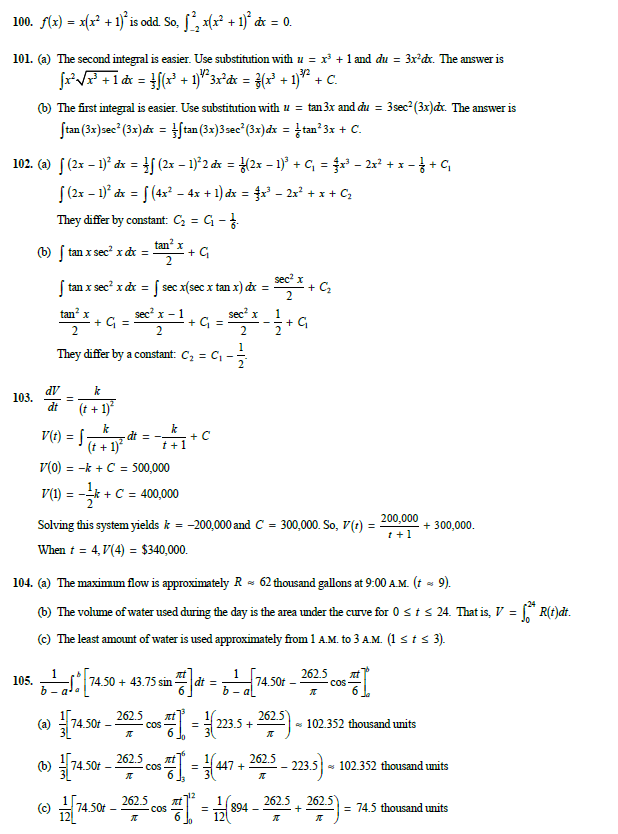 100. f(x) = x(x² + 1)² is odd. So, ∫₋₂² x(x² + 1)² dx = 0.
101. (a) The second integral is easier. Use substitution with u = x³ + 1 and du = 3x²dx. The answer is
∫x²√(x³ + 1) dx = ⅓∫(x³ + 1)^(1/2) 3x²dx = 2/9(x³ + 1)^(3/2) + C.
(b) The first integral is easier. Use substitution with u = tan 3x and du = 3 sec²(3x)dx. The answer is
∫tan(3x)sec²(3x)dx = ⅓∫tan(3x)3 sec²(3x)dx = ⅙tan² 3x + C.
102. (a) ∫(2x − 1)² dx = ½∫(2x − 1)² 2 dx = ⅙(2x − 1)³ + C₁ = 4/3x³ − 2x² + x − ⅙ + C₁
∫(2x − 1)² dx = ∫(4x² − 4x + 1) dx = 4/3x³ − 2x² + x + C₂
They differ by constant: C₂ = C₁ − ⅙.
(b) ∫ tan x sec² x dx = tan² x/2 + C₁
∫ tan x sec² x dx = ∫ sec x(sec x tan x) dx = sec² x/2 + C₂
tan² x/2 + C₁ = (sec² x − 1)/2 + C₁ = sec² x/2 − 1/2 + C₁
They differ by a constant: C₂ = C₁ − 1/2.
103. dV/dt = k/(t + 1)²
V(t) = ∫ k/(t + 1)² dt = −k/(t + 1) + C
V(0) = −k + C = 500,000
V(1) = −½k + C = 400,000
Solving this system yields k = −200,000 and C = 300,000. So, V(t) = 200,000/(t + 1) + 300,000.
When t = 4, V(4) = $340,000.
104. (a) The maximum flow is approximately R ≈ 62 thousand gallons at 9:00 A.M. (t ≈ 9).
(b) The volume of water used during the day is the area under the curve for 0 ≤ t ≤ 24. That is, V = ∫₀²⁴ R(t)dt.
(c) The least amount of water is used approximately from 1 A.M. to 3 A.M. (1 ≤ t ≤ 3).
105. 1/(b − a) ∫ₐᵇ [74.50 + 43.75 sin πt/6] dt = 1/(b − a) [74.50t − 262.5/π cos πt/6]ₐᵇ
(a) 1/3[74.50t − 262.5/π cos πt/6]₀³ = 1/3(223.5 + 262.5/π) ≈ 102.352 thousand units
(b) 1/3[74.50t − 262.5/π cos πt/6]₃⁶ = 1/3(447 + 262.5/π − 223.5) ≈ 102.352 thousand units
(c) 1/12[74.50t − 262.5/π cos πt/6]₀¹² = 1/12(894 − 262.5/π + 262.5/π) = 74.5 thousand units